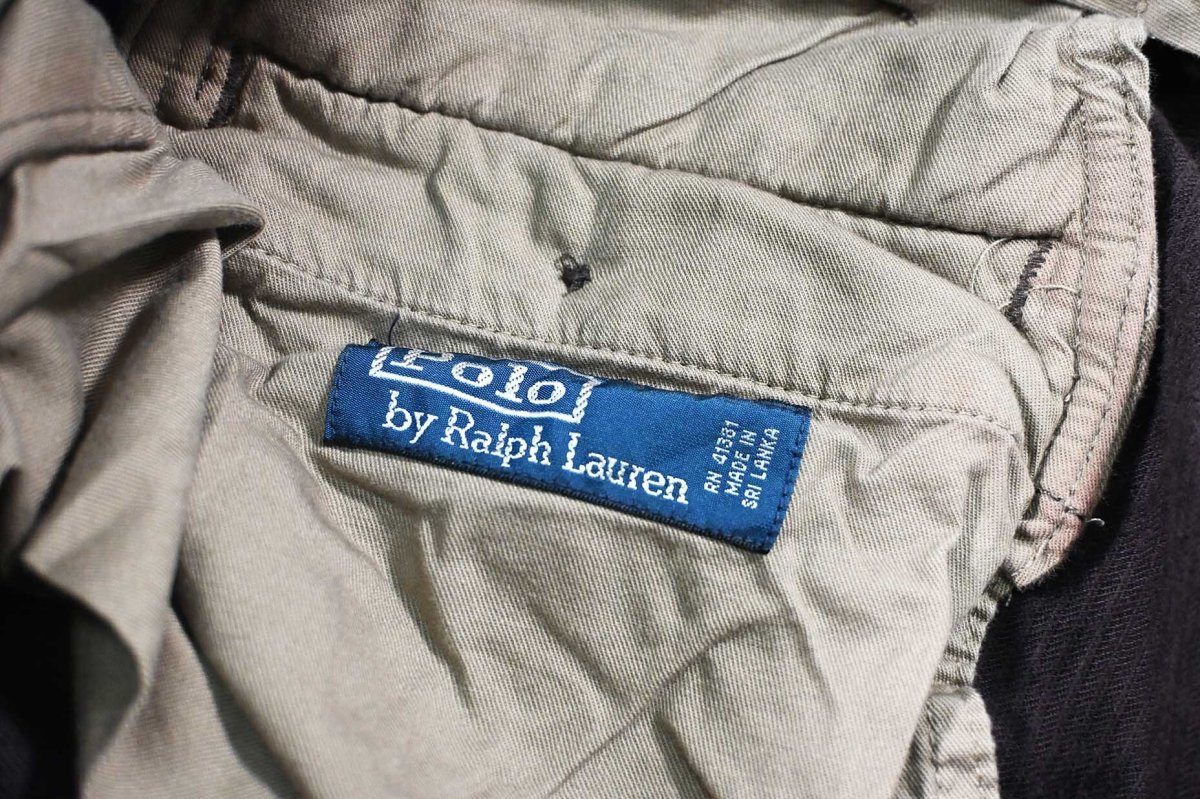 Polo
by Ralph Lauren
RN 41381
MADE IN
SRI LANKA